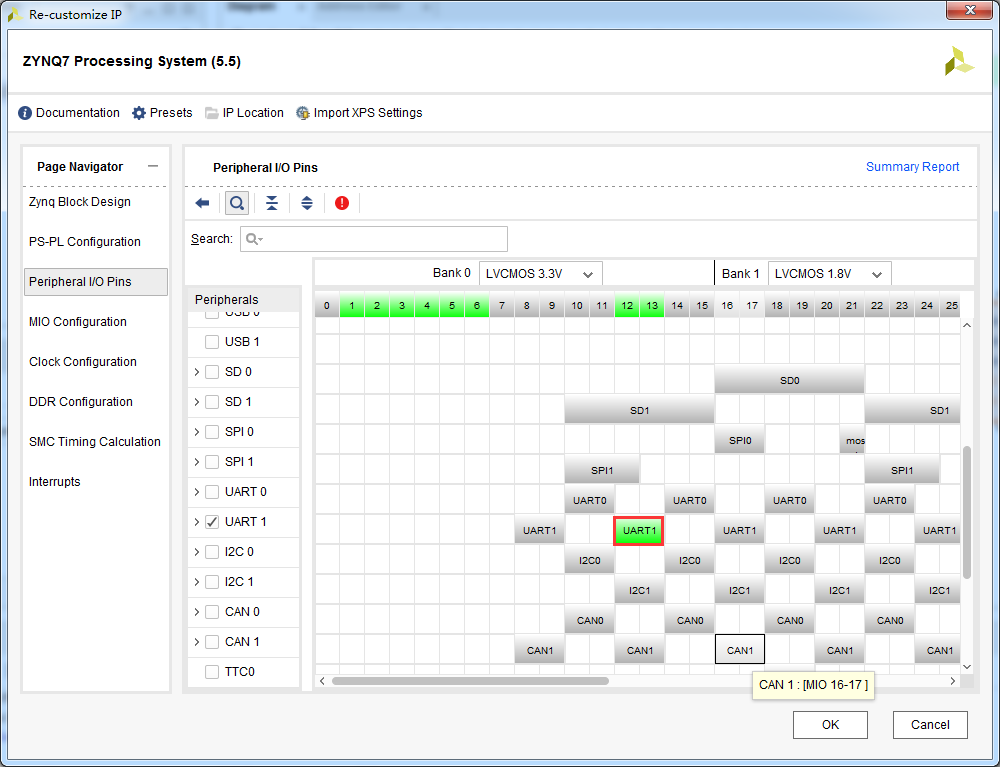 Re-customize IP
ZYNQ7 Processing System (5.5)
Documentation Presets IP Location Import XPS Settings
Page Navigator
Zynq Block Design
PS-PL Configuration
Peripheral I/O Pins
MIO Configuration
Clock Configuration
DDR Configuration
SMC Timing Calculation
Interrupts
Peripheral I/O Pins Summary Report
Search:
Bank 0 LVCMOS 3.3V Bank 1 LVCMOS 1.8V
Peripherals 0 1 2 3 4 5 6 7 8 9 10 11 12 13 14 15 16 17 18 19 20 21 22 23 24 25
USB 0
USB 1
SD 0 SD0
SD 1 SD1 SD1
SPI 0 SPI0 mos
SPI 1 SPI1 SPI1
UART 0 UART0 UART0 UART0 UART0
UART 1 UART1 UART1 UART1 UART1 UART1
I2C 0 I2C0 I2C0 I2C0 I2C0
I2C 1 I2C1 I2C1 I2C1 I2C1
CAN 0 CAN0 CAN0 CAN0 CAN0
CAN 1 CAN1 CAN1 CAN1 CAN1 CAN1
TTC0
CAN 1 : [MIO 16-17 ]
OK Cancel